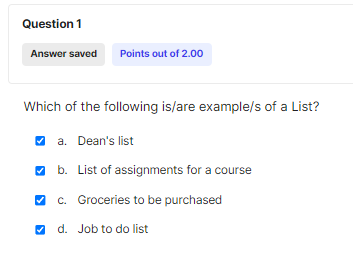 Question 1
Answer saved Points out of 2.00
Which of the following is/are example/s of a List?
a. Dean's list
b. List of assignments for a course
c. Groceries to be purchased
d. Job to do list